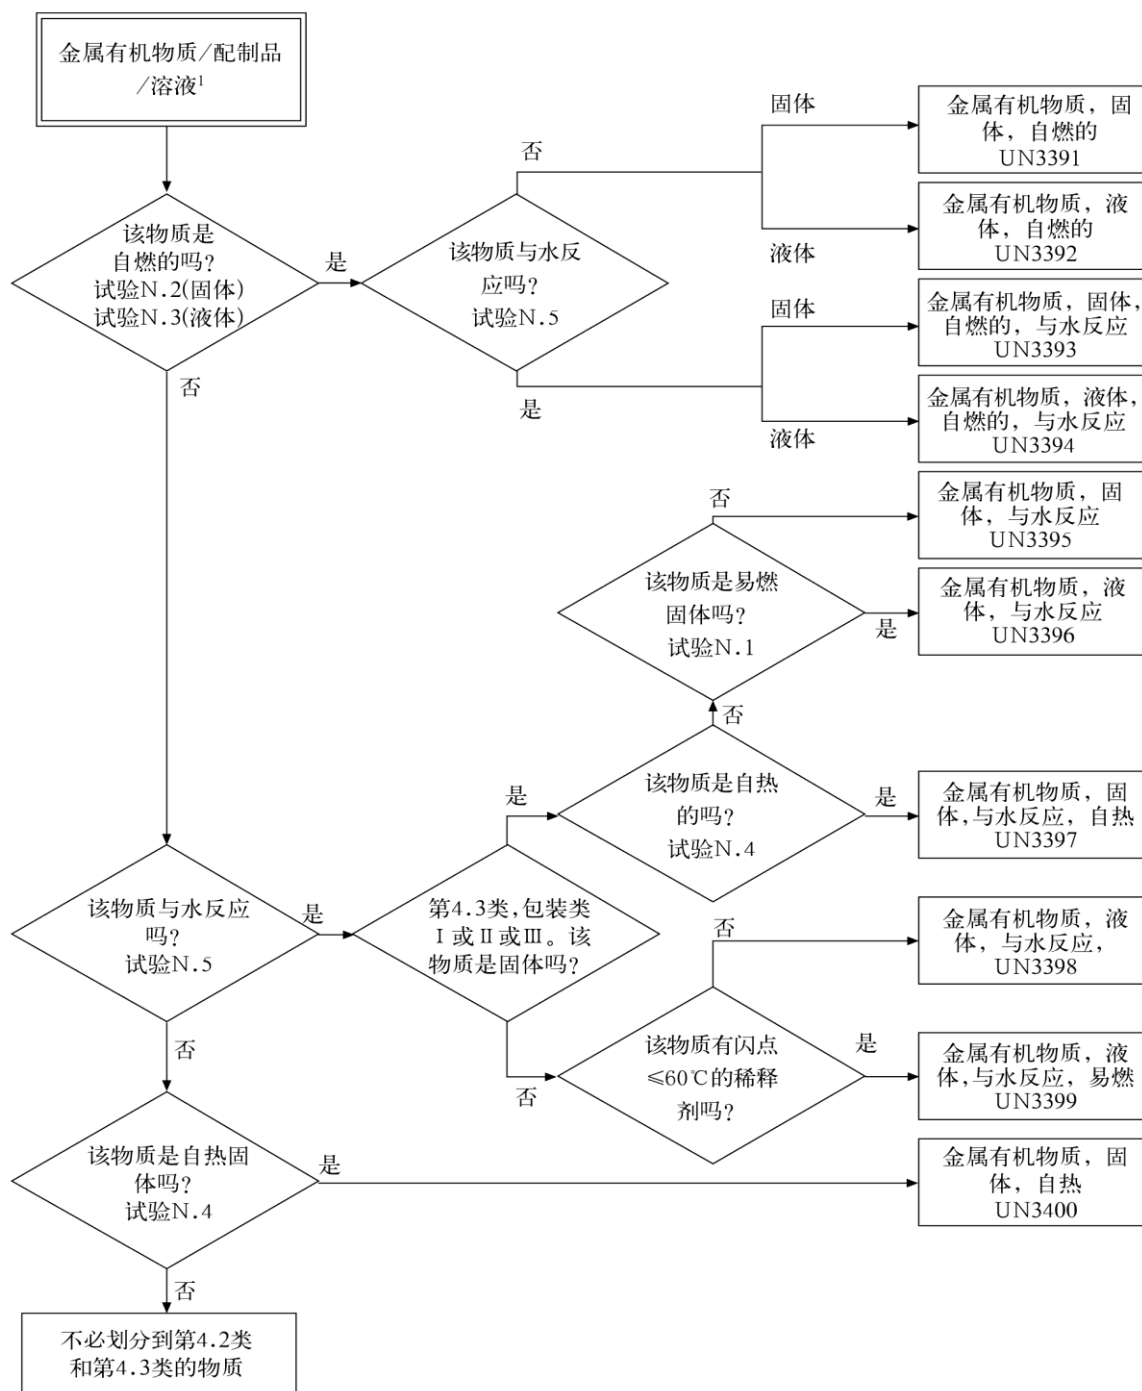 金属有机物质/配制品
/溶液1
该物质是
自燃的吗?
试验N.2(固体)
试验N.3(液体)
是
否
该物质与水反
应吗?
试验N.5
否
是
固体
液体
固体
液体
金属有机物质，固
体，自燃的
UN3391
金属有机物质，液
体，自燃的
UN3392
金属有机物质，固体，
自燃的，与水反应
UN3393
金属有机物质，液体，
自燃的，与水反应
UN3394
否
金属有机物质，固
体，与水反应
UN3395
该物质是易燃
固体吗?
试验N.1
是
金属有机物质，液
体，与水反应
UN3396
否
该物质是自热
的吗?
试验N.4
是
金属有机物质，固
体,与水反应，自热
UN3397
是
该物质与水反应
吗?
试验N.5
是
第4.3类,包装类
Ⅰ或Ⅱ或Ⅲ。该
物质是固体吗?
否
金属有机物质，液
体，与水反应，
UN3398
否
否
该物质有闪点
≤60℃的稀释
剂吗?
是
金属有机物质，液
体,与水反应，易燃
UN3399
该物质是自热固
体吗?
试验N.4
是
金属有机物质，固
体，自热
UN3400
否
不必划分到第4.2类
和第4.3类的物质